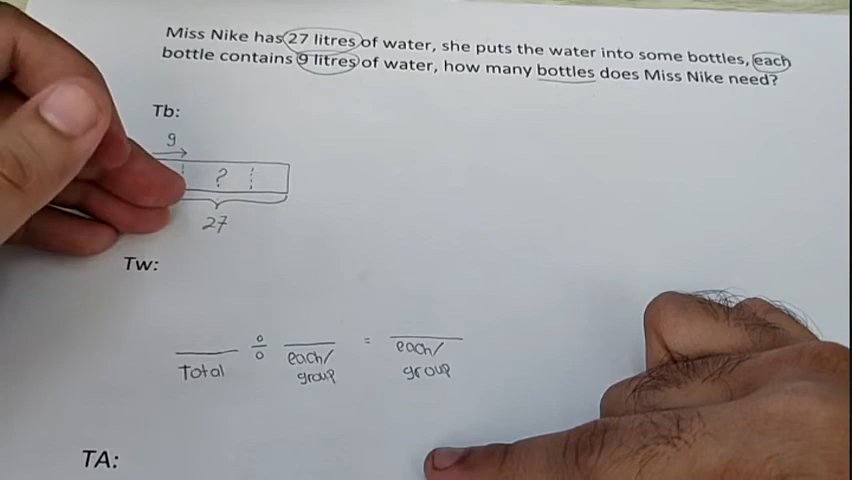 Miss Nike has 27 litres of water, she puts the water into some bottles, each
bottle contains 9 litres of water, how many bottles does Miss Nike need?
Tb:
9
?
27
Tw:
÷ =
Total each/ group each/ group
TA: